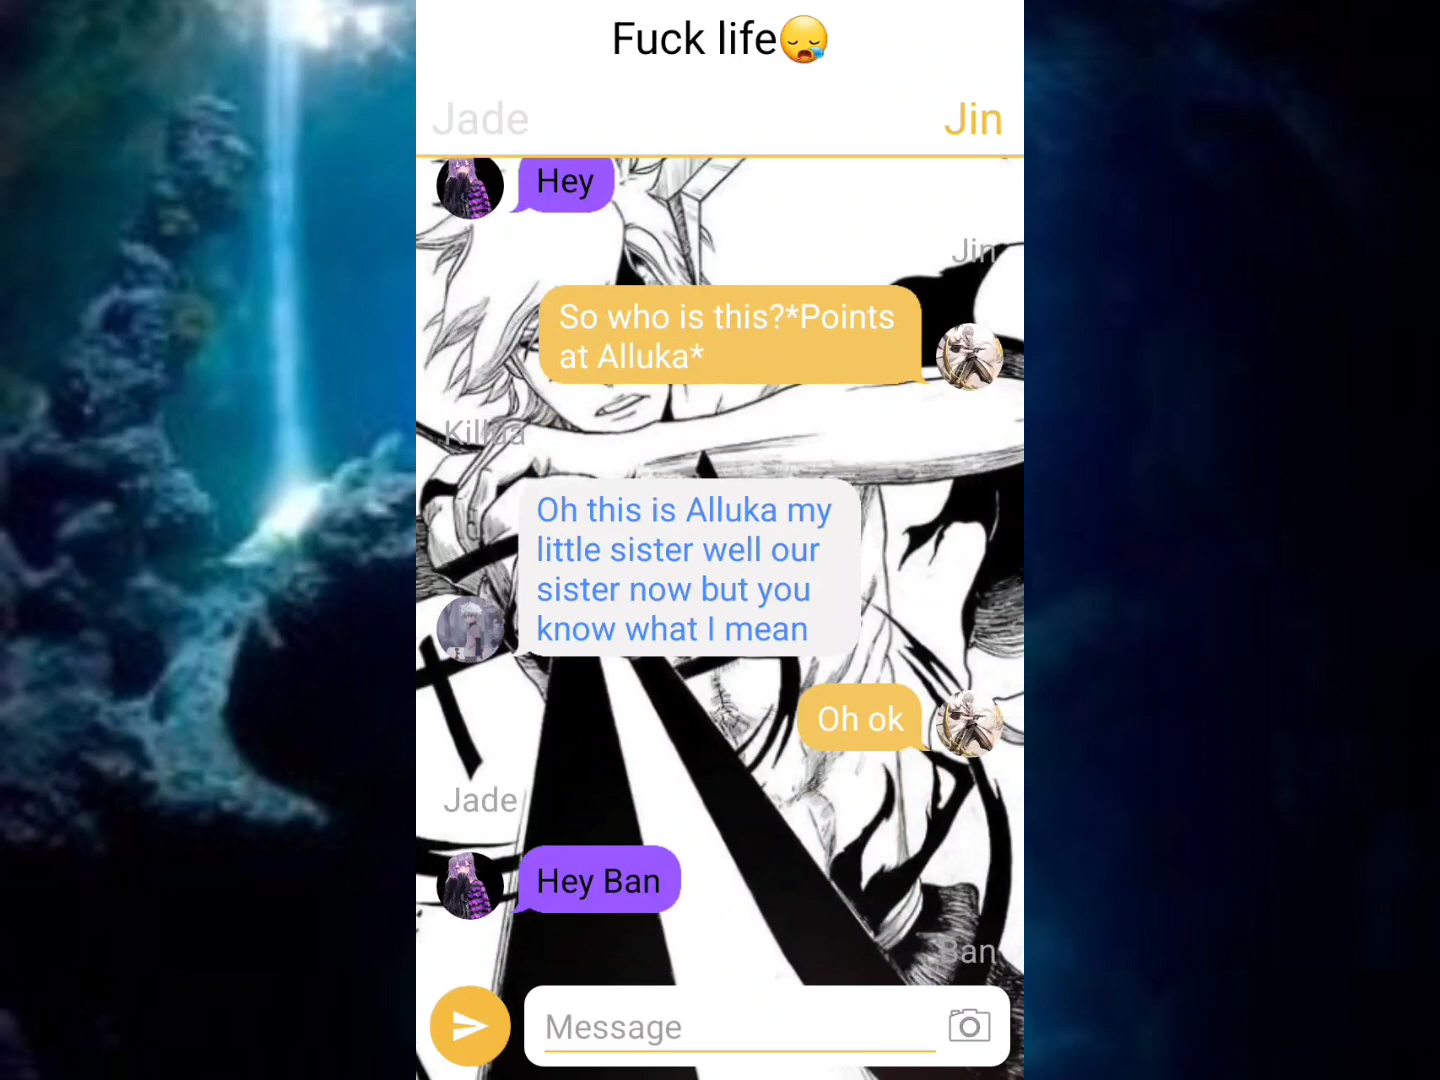 Fuck life😪
Jade
Jin
Hey
Jin
So who is this?*Points
at Alluka*
Killua
Oh this is Alluka my
little sister well our
sister now but you
know what I mean
Oh ok
Jade
Hey Ban
Ban
Message